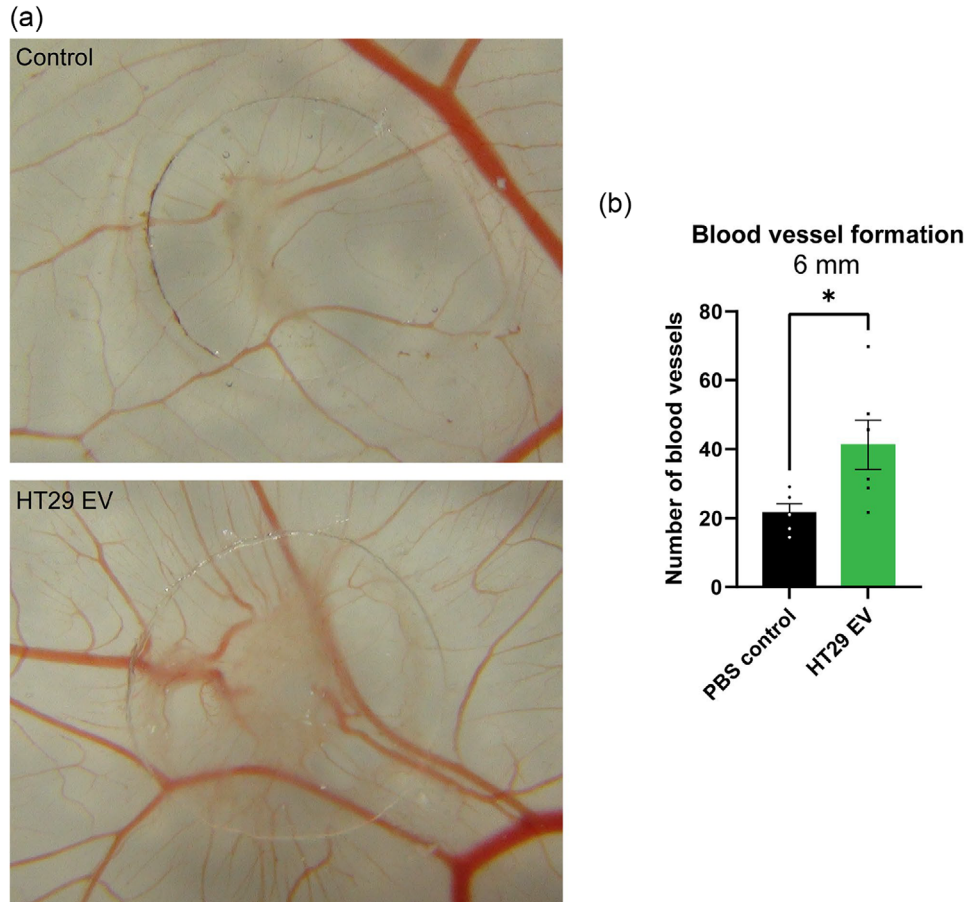 (a)
Control
HT29 EV
(b)
Blood vessel formation
6 mm
*
Number of blood vessels
80
60
40
20
0
PBS control
HT29 EV